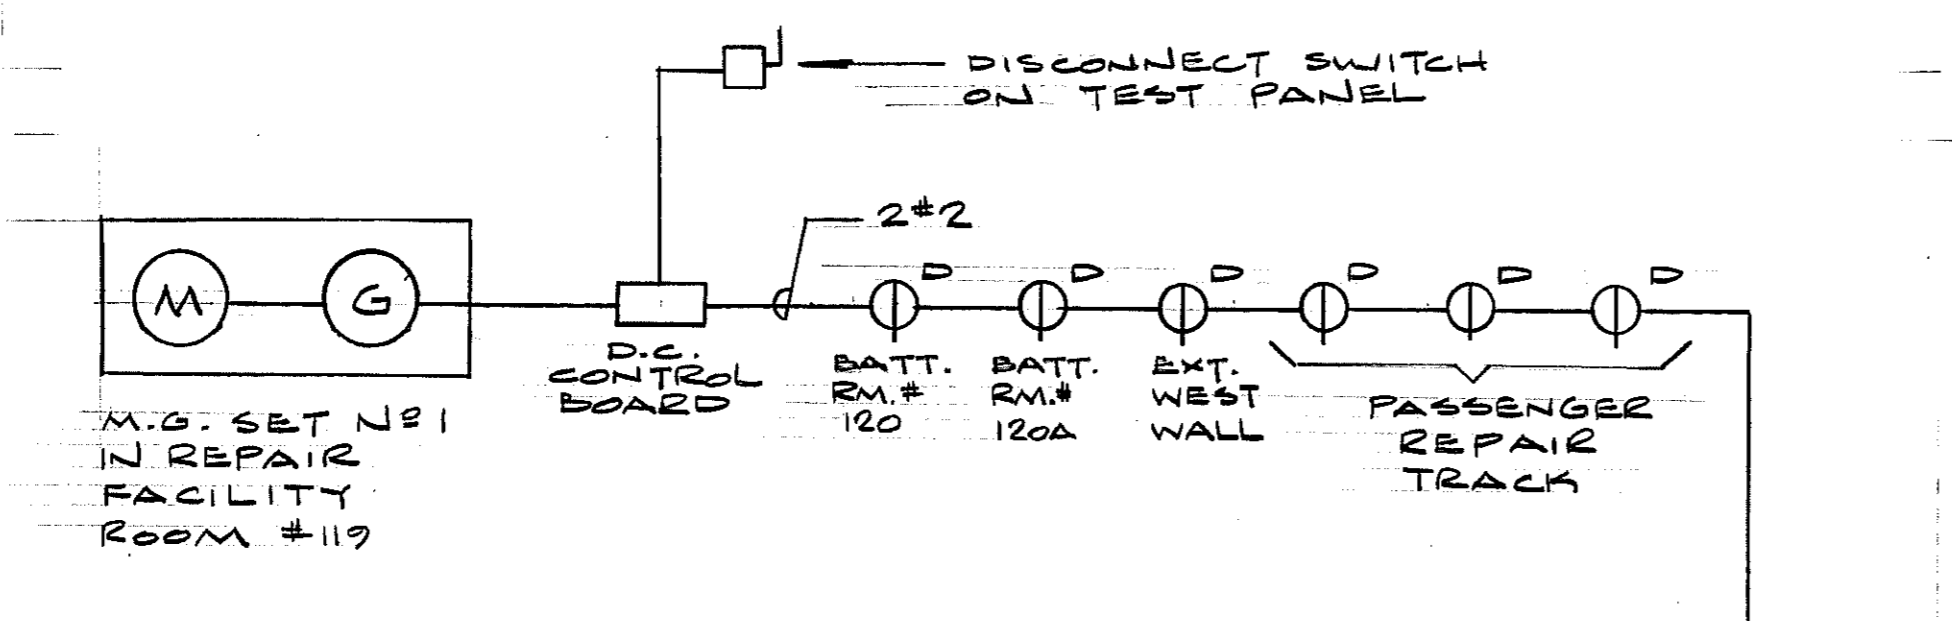 DISCONNECT SWITCH
ON TEST PANEL
2#2
M
G
D
D
D
D
D
D
D.C.
CONTROL
BOARD
BATT.
RM.#
120
BATT.
RM.#
120A
EXT.
WEST
WALL
PASSENGER
REPAIR
TRACK
M.G. SET Nº 1
IN REPAIR
FACILITY
ROOM #119